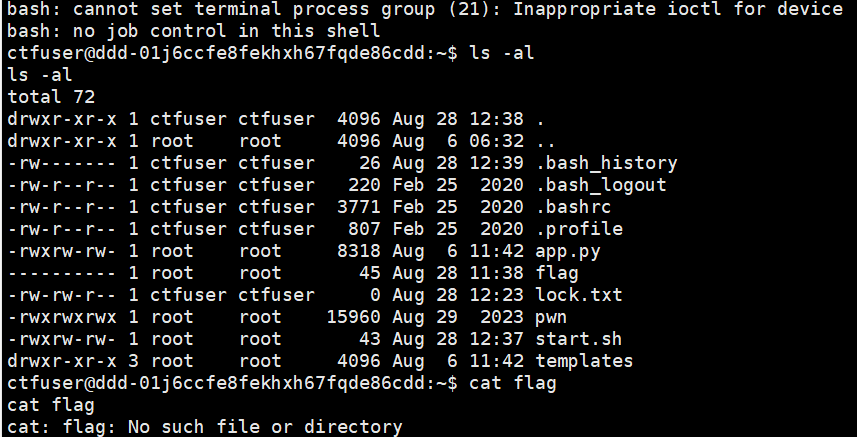 bash: cannot set terminal process group (21): Inappropriate ioctl for device
bash: no job control in this shell
ctfuser@ddd-01j6ccfe8fekhxh67fqde86cdd:~$ ls -al
ls -al
total 72
drwxr-xr-x 1 ctfuser ctfuser  4096 Aug 28 12:38 .
drwxr-xr-x 1 root    root     4096 Aug  6 06:32 ..
-rw------- 1 ctfuser ctfuser    26 Aug 28 12:39 .bash_history
-rw-r--r-- 1 ctfuser ctfuser   220 Feb 25  2020 .bash_logout
-rw-r--r-- 1 ctfuser ctfuser  3771 Feb 25  2020 .bashrc
-rw-r--r-- 1 ctfuser ctfuser   807 Feb 25  2020 .profile
-rwxrw-rw- 1 root    root     8318 Aug  6 11:42 app.py
---------- 1 root    root       45 Aug 28 11:38 flag
-rw-rw-r-- 1 ctfuser ctfuser     0 Aug 28 12:23 lock.txt
-rwxrwxrwx 1 root    root    15960 Aug 29  2023 pwn
-rwxrw-rw- 1 root    root       43 Aug 28 12:37 start.sh
drwxr-xr-x 3 root    root     4096 Aug  6 11:42 templates
ctfuser@ddd-01j6ccfe8fekhxh67fqde86cdd:~$ cat flag
cat flag
cat: flag: No such file or directory